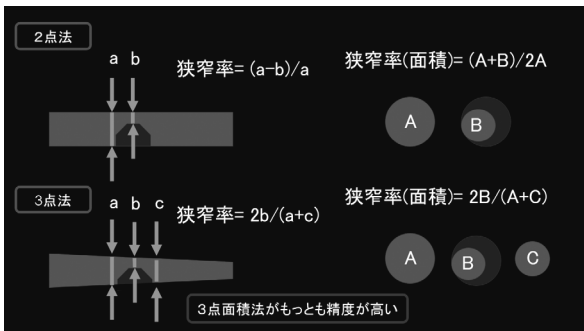 2点法
a b
狭窄率= (a−b)/a
狭窄率(面積)= (A+B)/2A
A
B
3点法
a b c
狭窄率= 2b/(a+c)
狭窄率(面積)= 2B/(A+C)
A
B
C
3点面積法がもっとも精度が高い